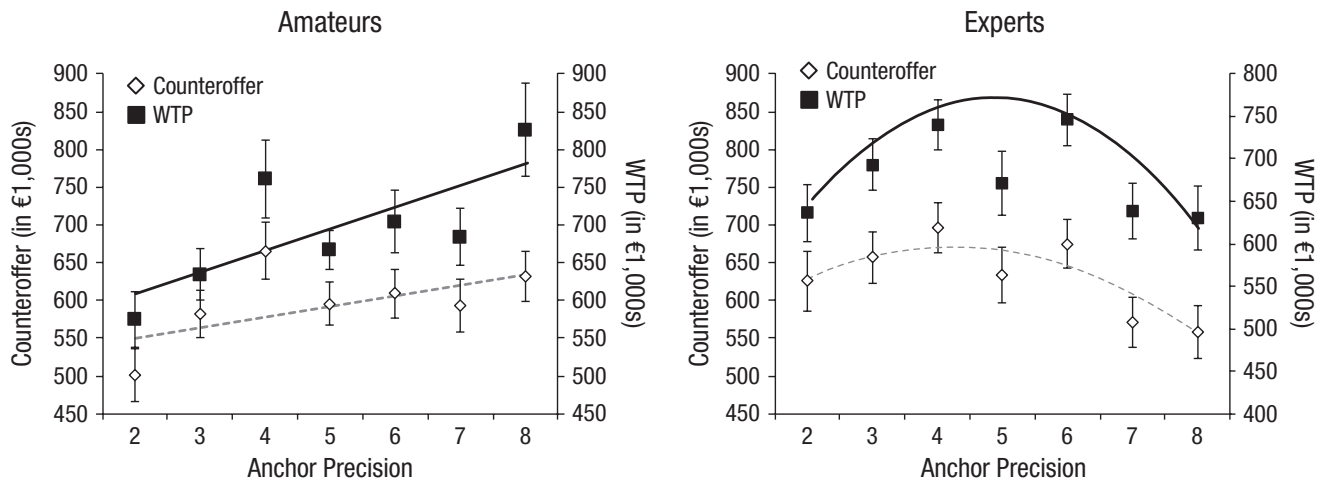 Amateurs
Counteroffer (in €1,000s)
900
850
800
750
700
650
600
550
500
450
Counteroffer
WTP
900
850
800
750
700
650
600
550
500
450
WTP (in €1,000s)
2 3 4 5 6 7 8
Anchor Precision
Experts
Counteroffer (in €1,000s)
900
850
800
750
700
650
600
550
500
450
Counteroffer
WTP
800
750
700
650
600
550
500
450
400
WTP (in €1,000s)
2 3 4 5 6 7 8
Anchor Precision